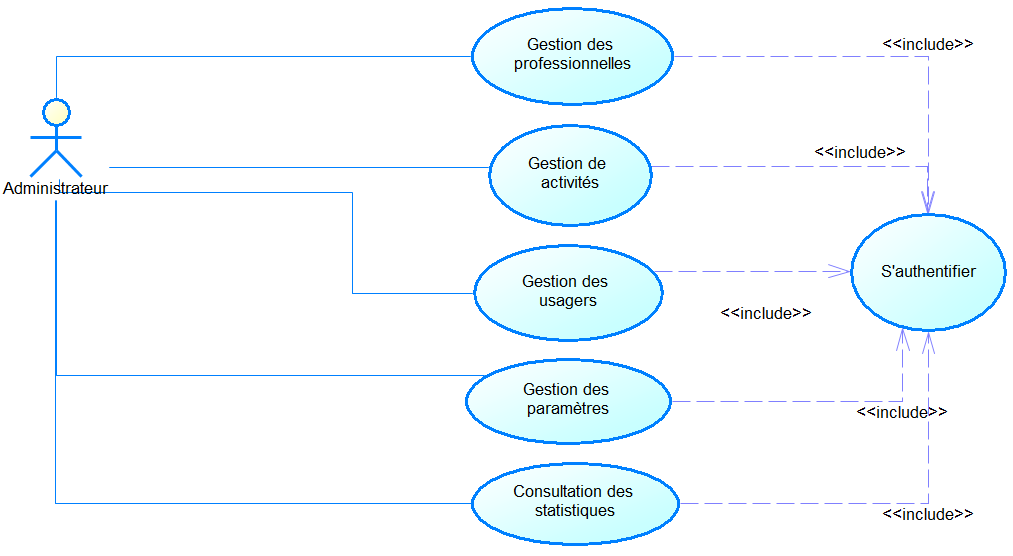 Gestion des
professionnelles
<<include>>
Gestion de
activités
<<include>>
Administrateur
Gestion des
usagers
S'authentifier
<<include>>
Gestion des
paramètres
<<include>>
Consultation des
statistiques
<<include>>